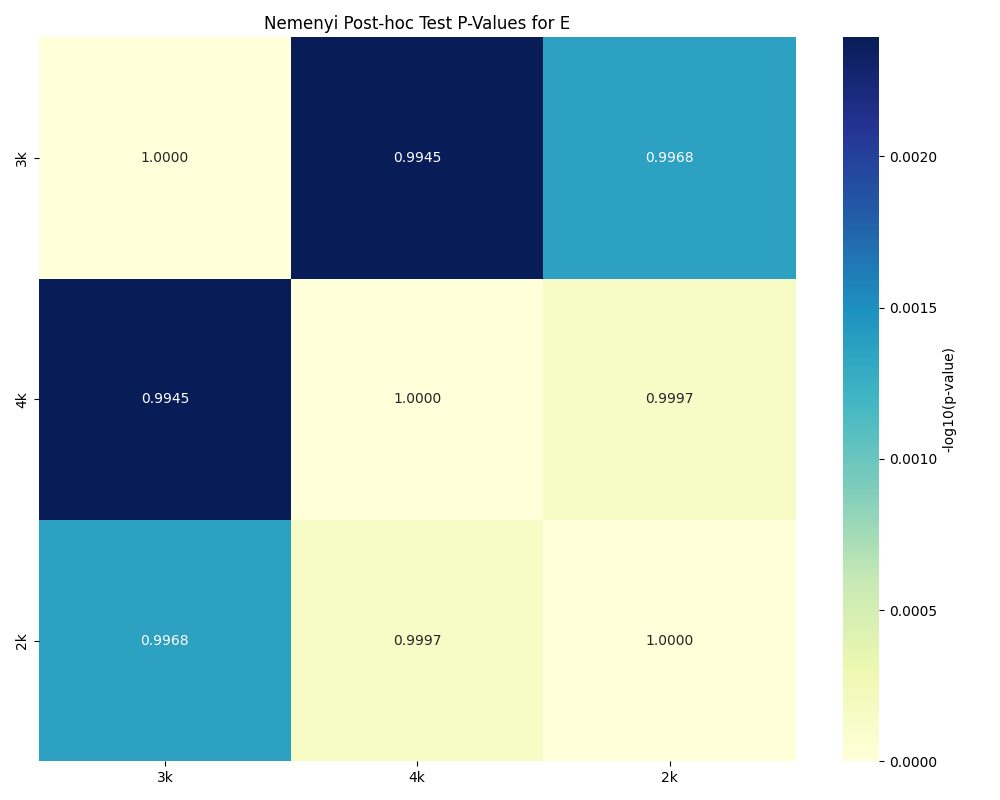 Nemenyi Post-hoc Test P-Values for E
3k
1.0000
0.9945
0.9968
4k
0.9945
1.0000
0.9997
2k
0.9968
0.9997
1.0000
3k
4k
2k
0.0020
0.0015
0.0010
0.0005
0.0000
-log10(p-value)